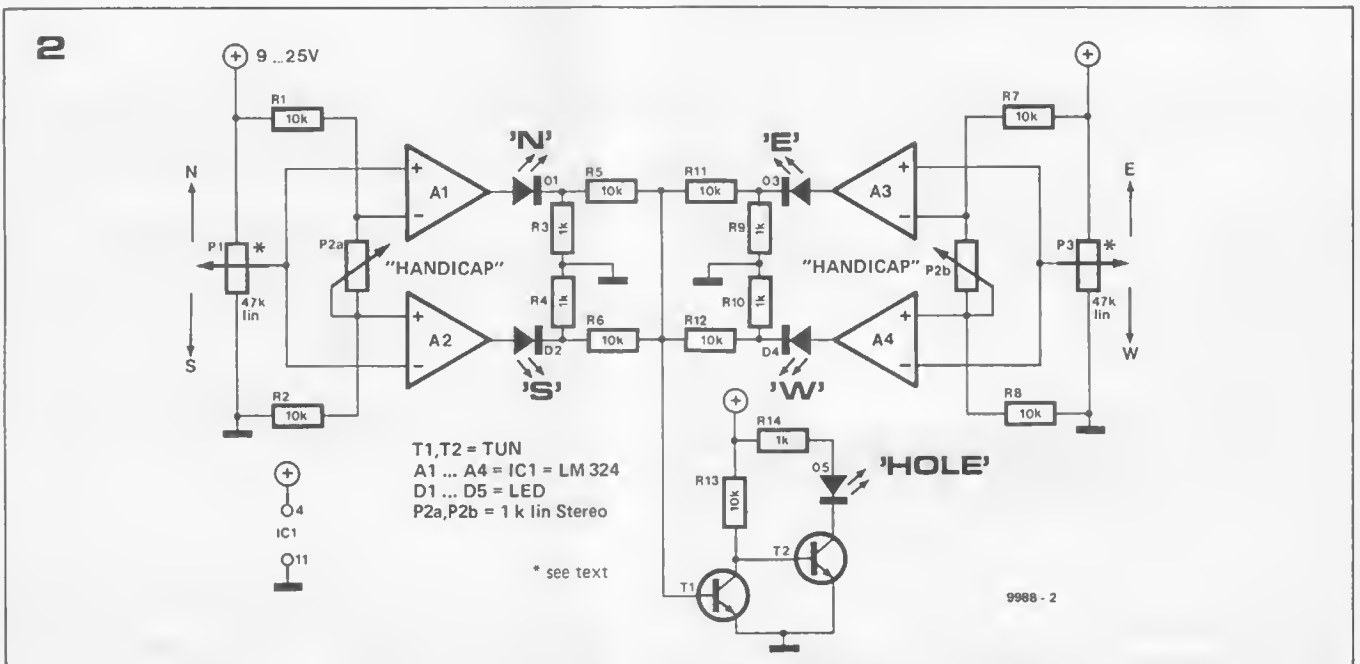 2
9 ... 25V
R1
10k
R7
10k
N
S
P1
*
47k
lin
P2a
"HANDICAP"
A1
+
−
A2
+
−
R2
10k
'N'
D1
R5
10k
R3
1k
R4
1k
R6
10k
D2
'S'
R11
10k
'E'
D3
R9
1k
R10
1k
R12
10k
D4
'W'
A3
+
−
A4
+
−
"HANDICAP"
P2b
P3
*
47k
lin
E
W
R8
10k
T1,T2 = TUN
A1 ... A4 = IC1 = LM 324
D1 ... D5 = LED
P2a,P2b = 1 k lin Stereo
* see text
+
4
IC1
11
+
R14
1k
R13
10k
D5
'HOLE'
T2
T1
9988 - 2